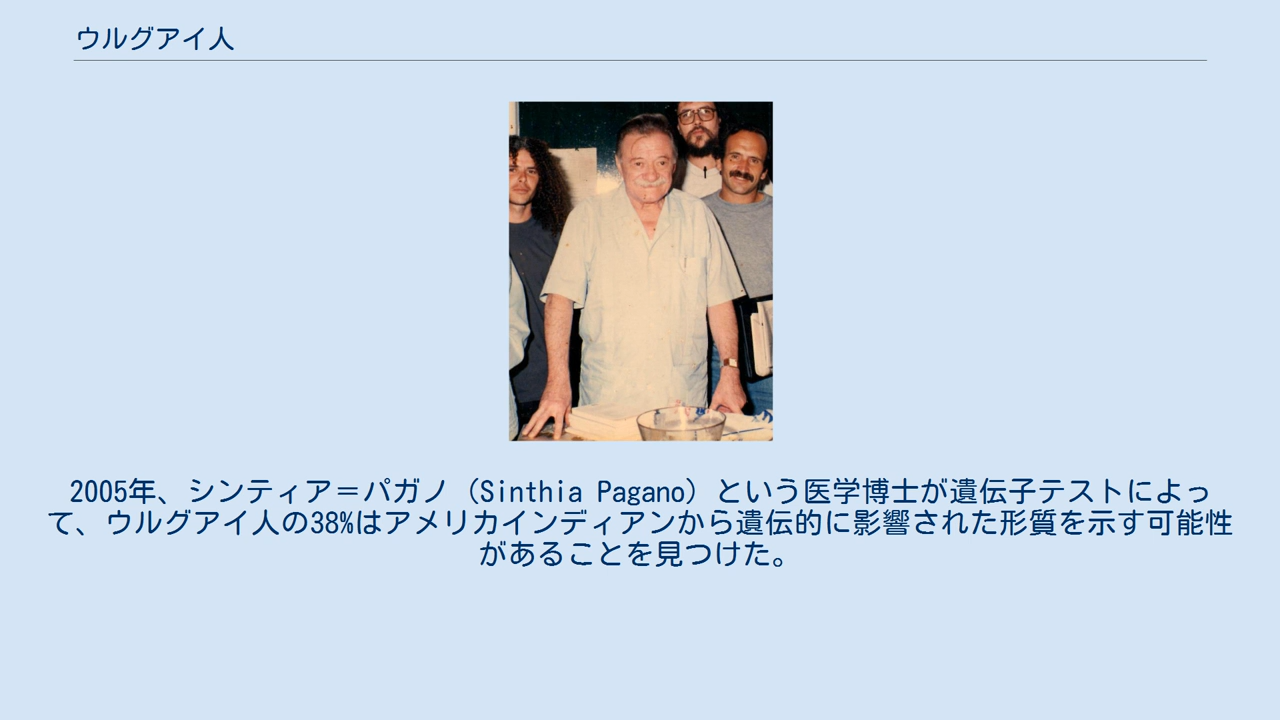 ウルグアイ人
2005年、シンティア＝パガノ（Sinthia Pagano）という医学博士が遺伝子テストによっ
て、ウルグアイ人の38%はアメリカインディアンから遺伝的に影響された形質を示す可能性
があることを見つけた。